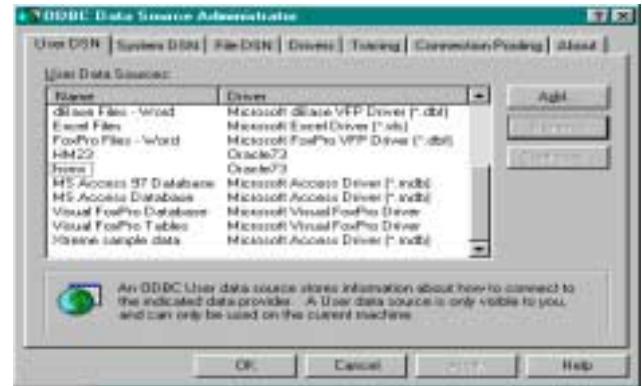 ODBC Data Source Administrator
User DSN System DSN File DSN Drivers Tracing Connection Pooling About
User Data Sources:
Name Driver
dBase Files - Word Microsoft dBase VFP Driver (*.dbf)
Excel Files Microsoft Excel Driver (*.xls)
FoxPro Files - Word Microsoft FoxPro VFP Driver (*.dbf)
HM23 Oracle73
Oracle73
MS Access 97 Database Microsoft Access Driver (*.mdb)
MS Access Database Microsoft Access Driver (*.mdb)
Visual FoxPro Database Microsoft Visual FoxPro Driver
Visual FoxPro Tables Microsoft Visual FoxPro Driver
Xtreme sample data Microsoft Access Driver (*.mdb)
Add...
An ODBC User data source stores information about how to connect to
the indicated data provider. A User data source is only visible to you,
and can only be used on the current machine.
OK Cancel Help